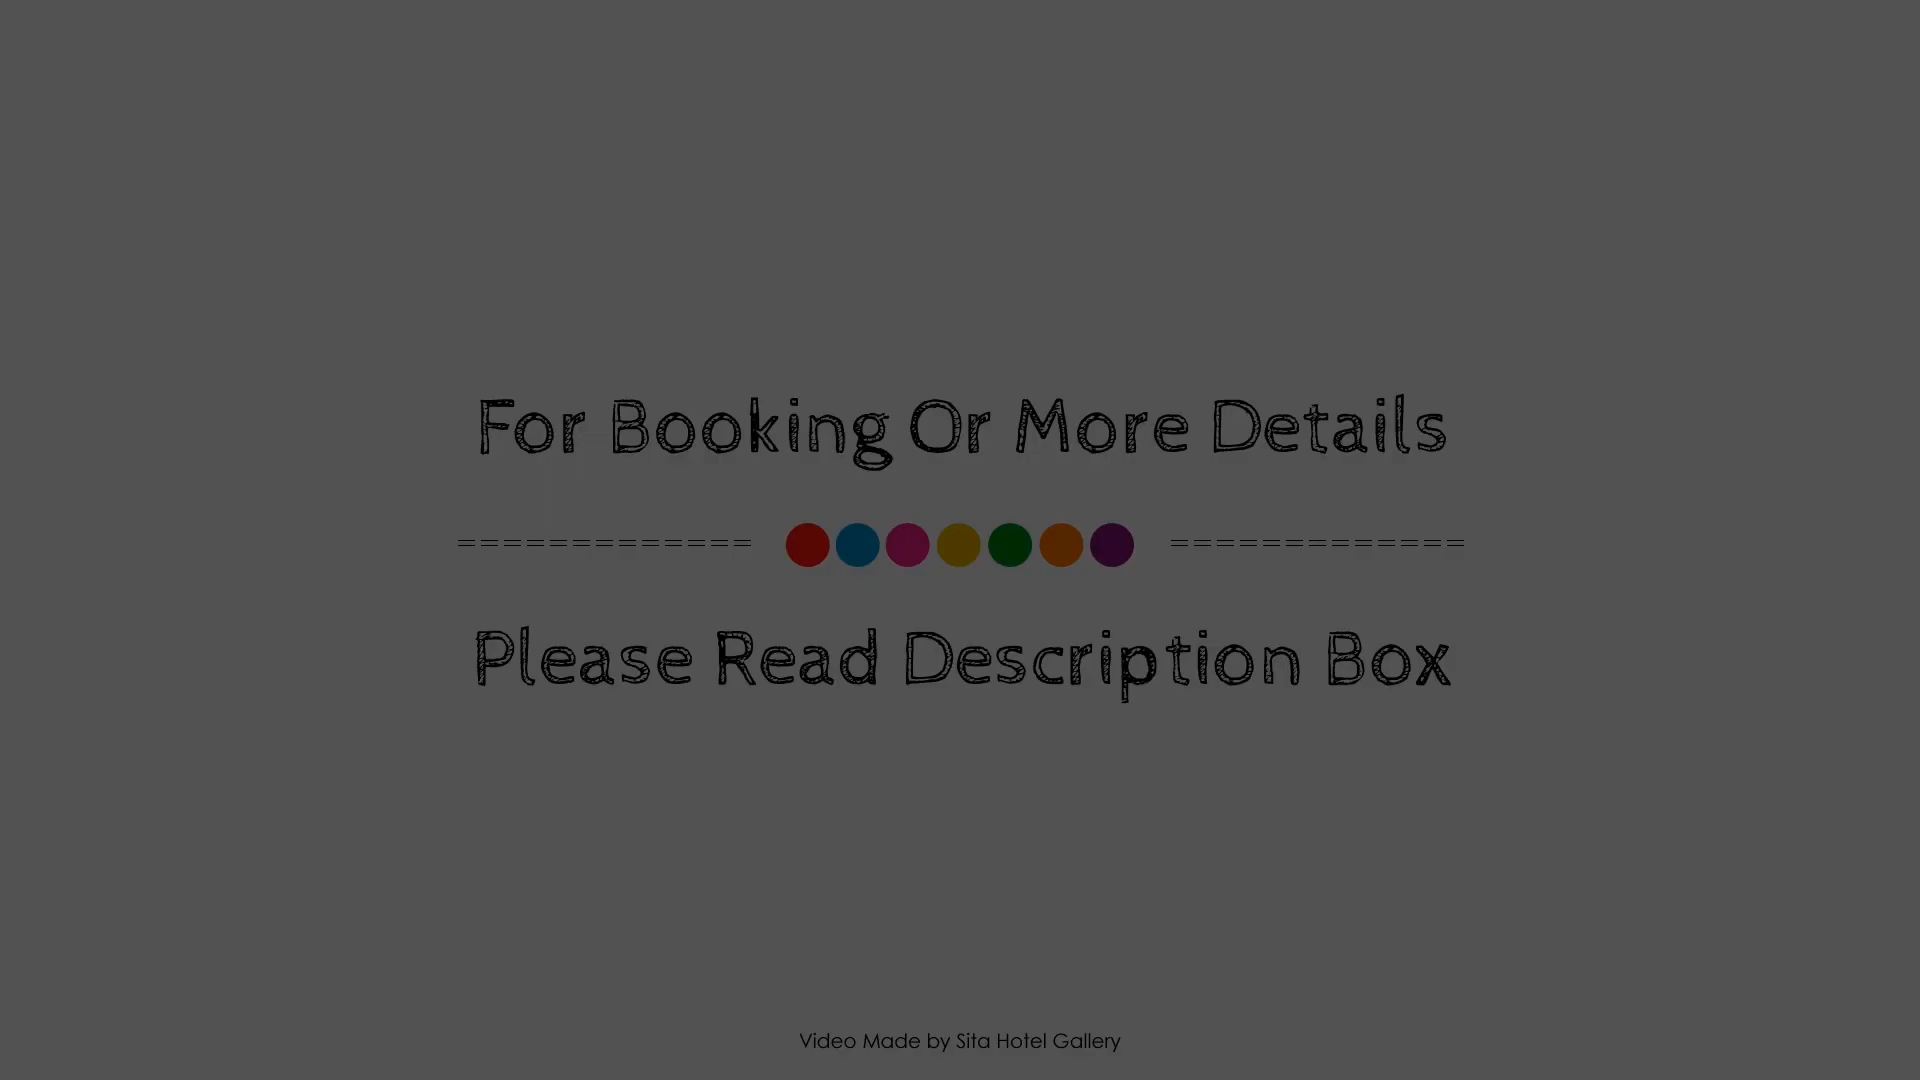 For Booking Or More Details
============= =============
Please Read Description Box
Video Made by Sita Hotel Gallery